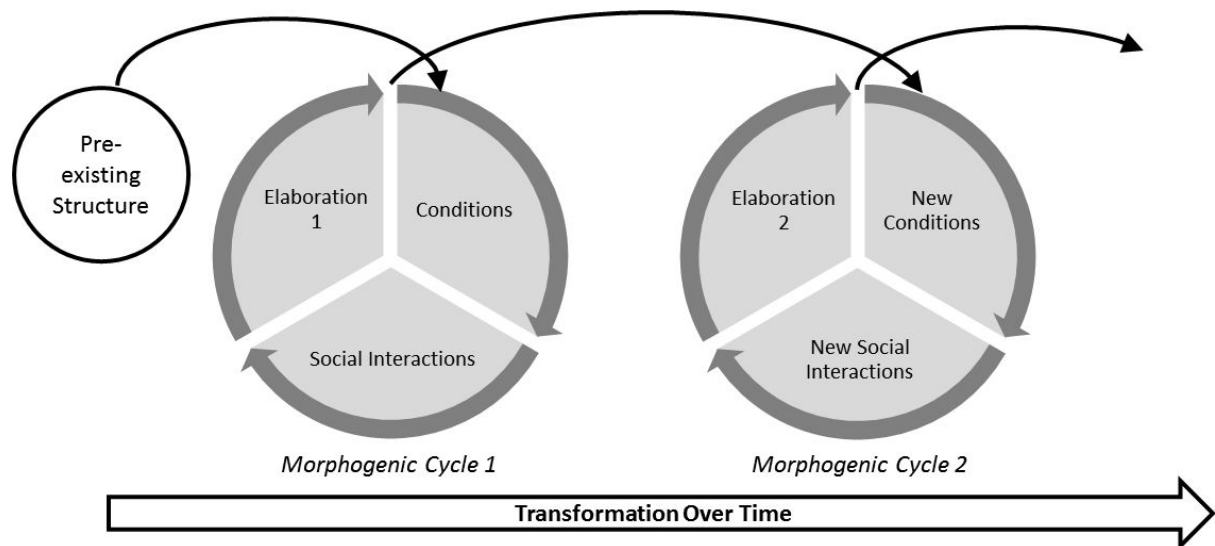 Pre-
existing
Structure
Elaboration
1
Conditions
Social Interactions
Morphogenic Cycle 1
Elaboration
2
New
Conditions
New Social
Interactions
Morphogenic Cycle 2
Transformation Over Time